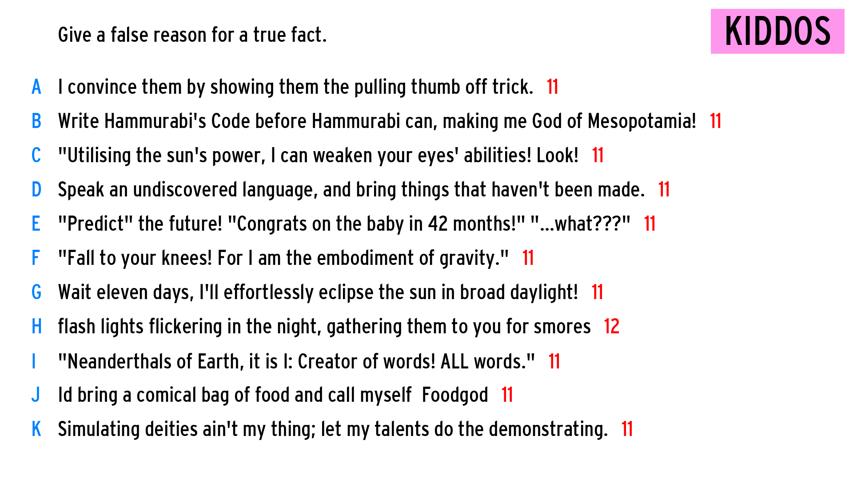 Give a false reason for a true fact.
KIDDOS
A I convince them by showing them the pulling thumb off trick. 11
B Write Hammurabi's Code before Hammurabi can, making me God of Mesopotamia! 11
C "Utilising the sun's power, I can weaken your eyes' abilities! Look! 11
D Speak an undiscovered language, and bring things that haven't been made. 11
E "Predict" the future! "Congrats on the baby in 42 months!" "...what???" 11
F "Fall to your knees! For I am the embodiment of gravity." 11
G Wait eleven days, I'll effortlessly eclipse the sun in broad daylight! 11
H flash lights flickering in the night, gathering them to you for smores 12
I "Neanderthals of Earth, it is I: Creator of words! ALL words." 11
J Id bring a comical bag of food and call myself Foodgod 11
K Simulating deities ain't my thing; let my talents do the demonstrating. 11